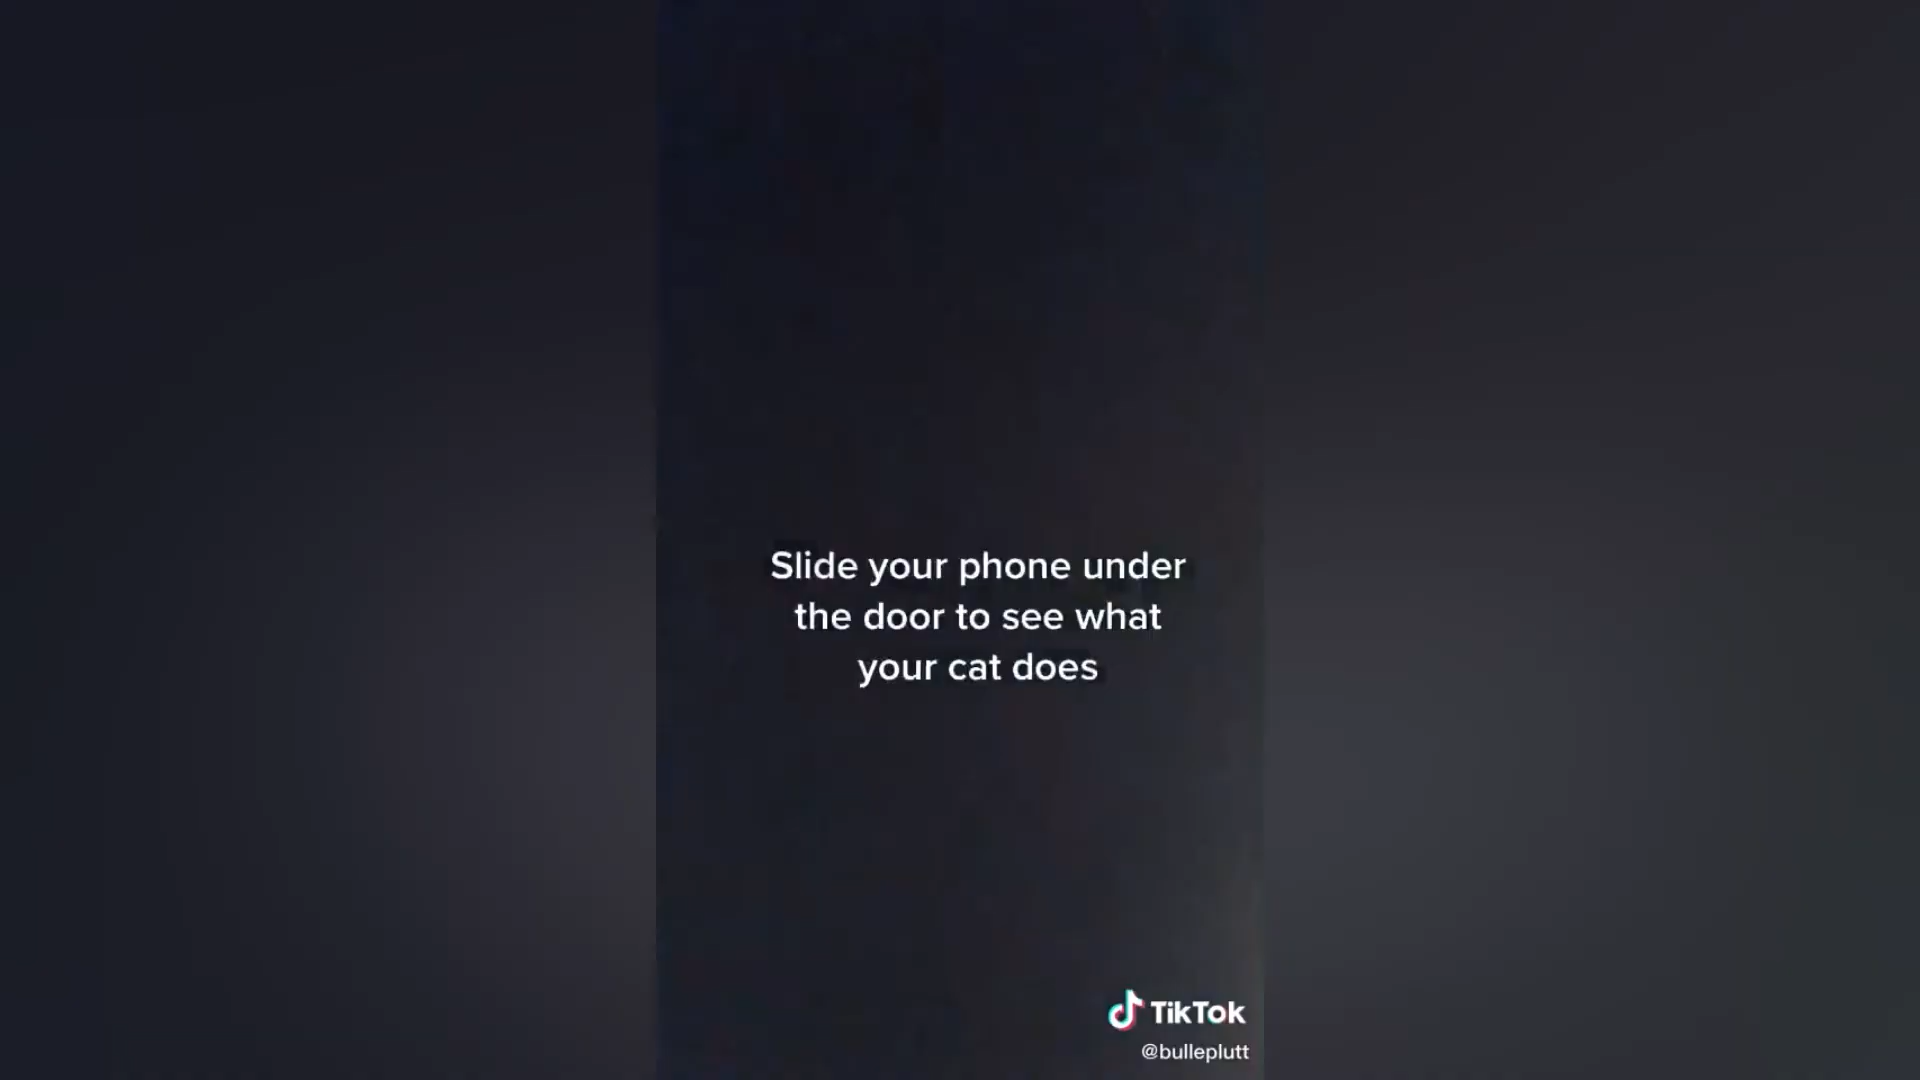 Slide your phone under
the door to see what
your cat does
TikTok
@bulleplutt